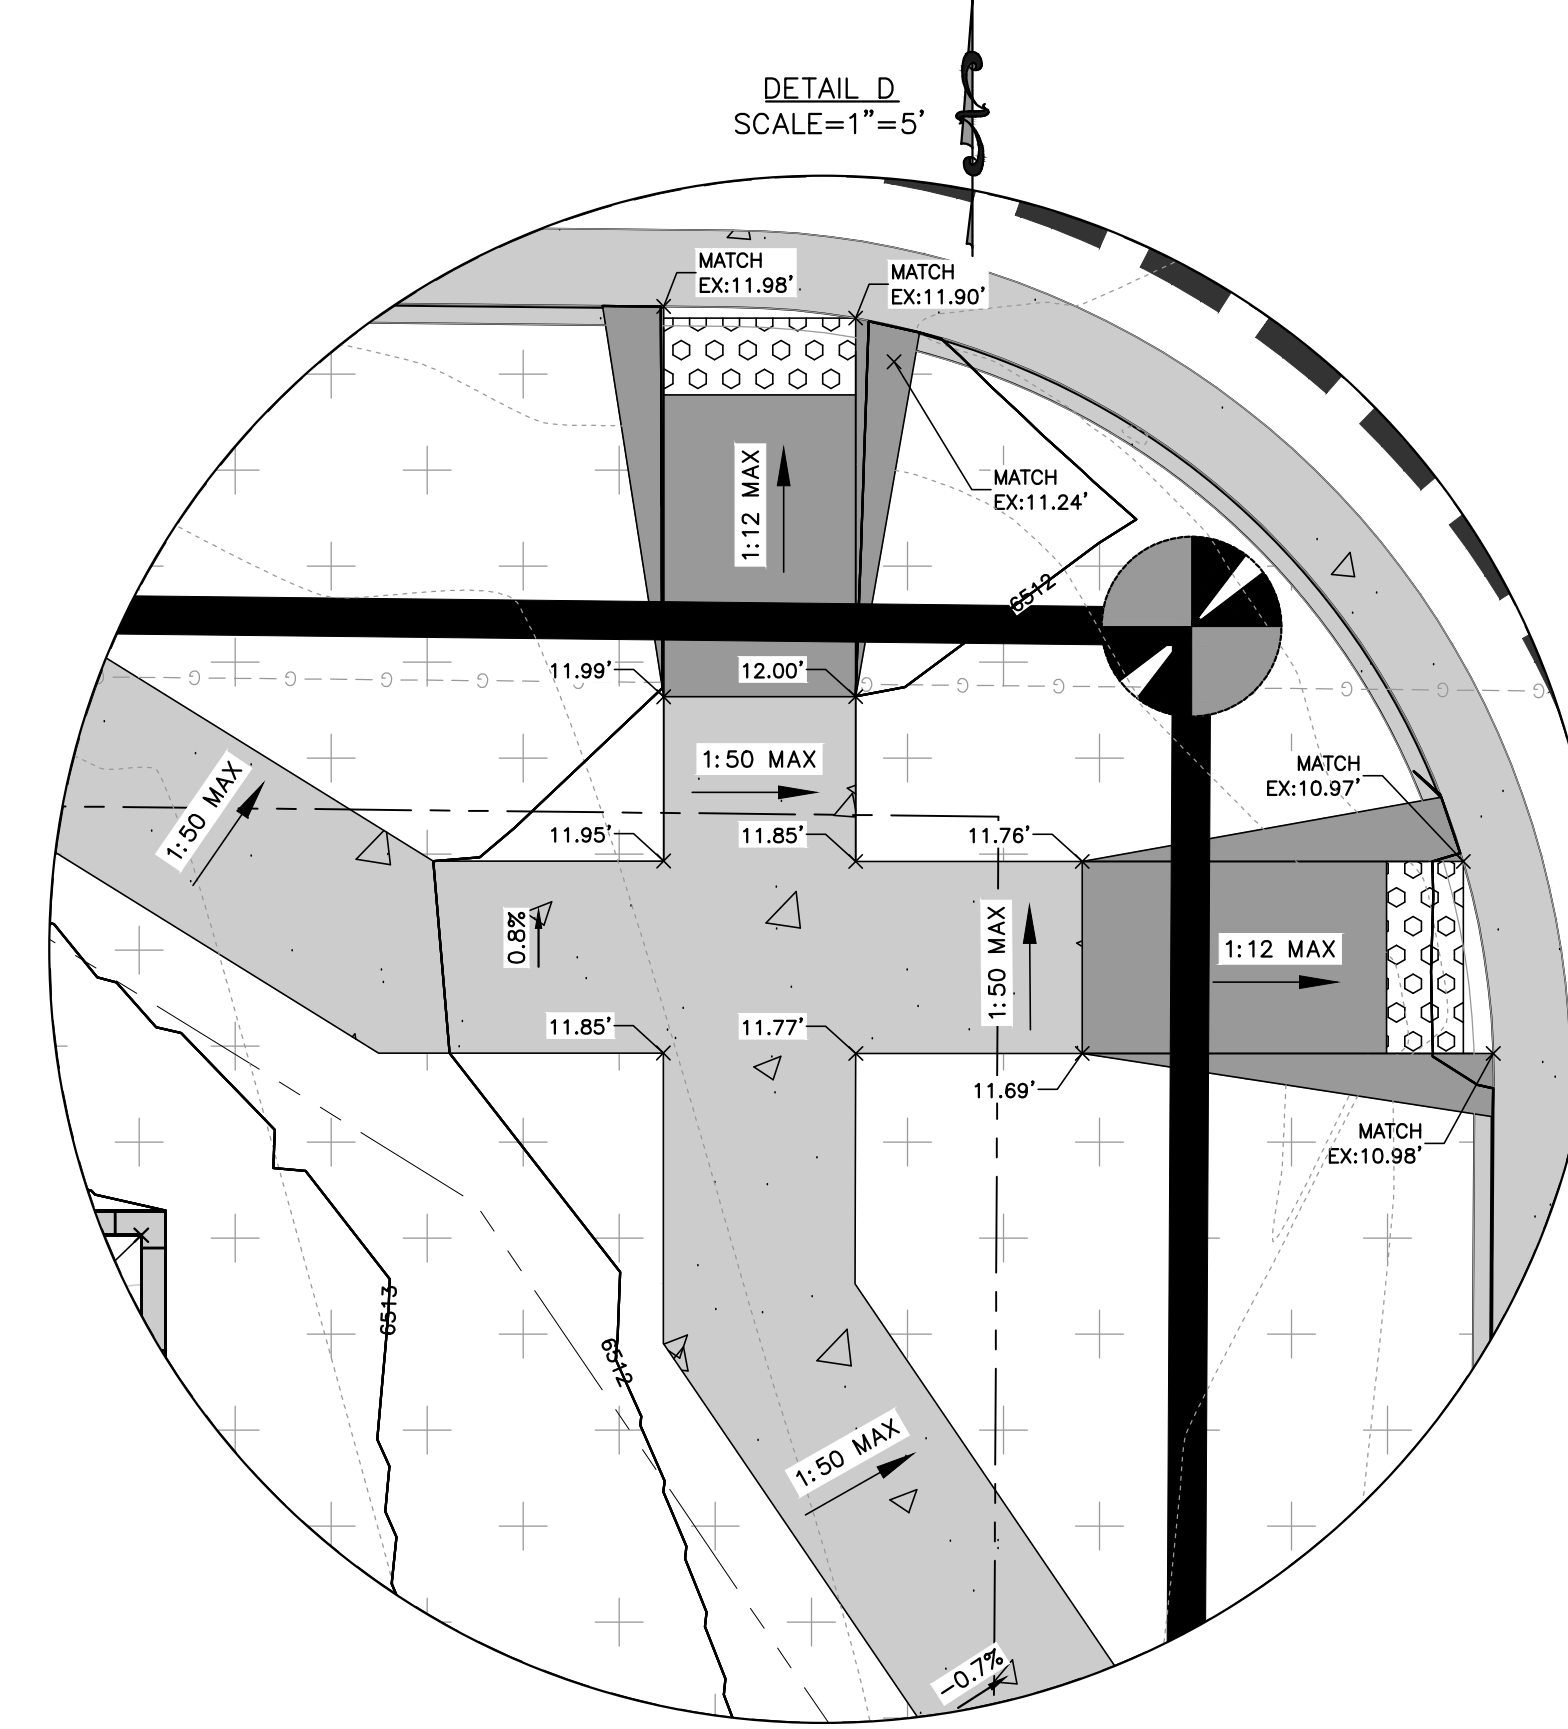 DETAIL D
SCALE=1"=5'
MATCH
EX:11.98'
MATCH
EX:11.90'
1:12 MAX
MATCH
EX:11.24'
6512
11.99'
12.00'
G G G G G G G G G G
1:50 MAX
1:50 MAX
MATCH
EX:10.97'
11.95'
11.85'
11.76'
0.8%
1:50 MAX
1:12 MAX
11.85'
11.77'
11.69'
MATCH
EX:10.98'
6513
6512
1:50 MAX
-0.7%